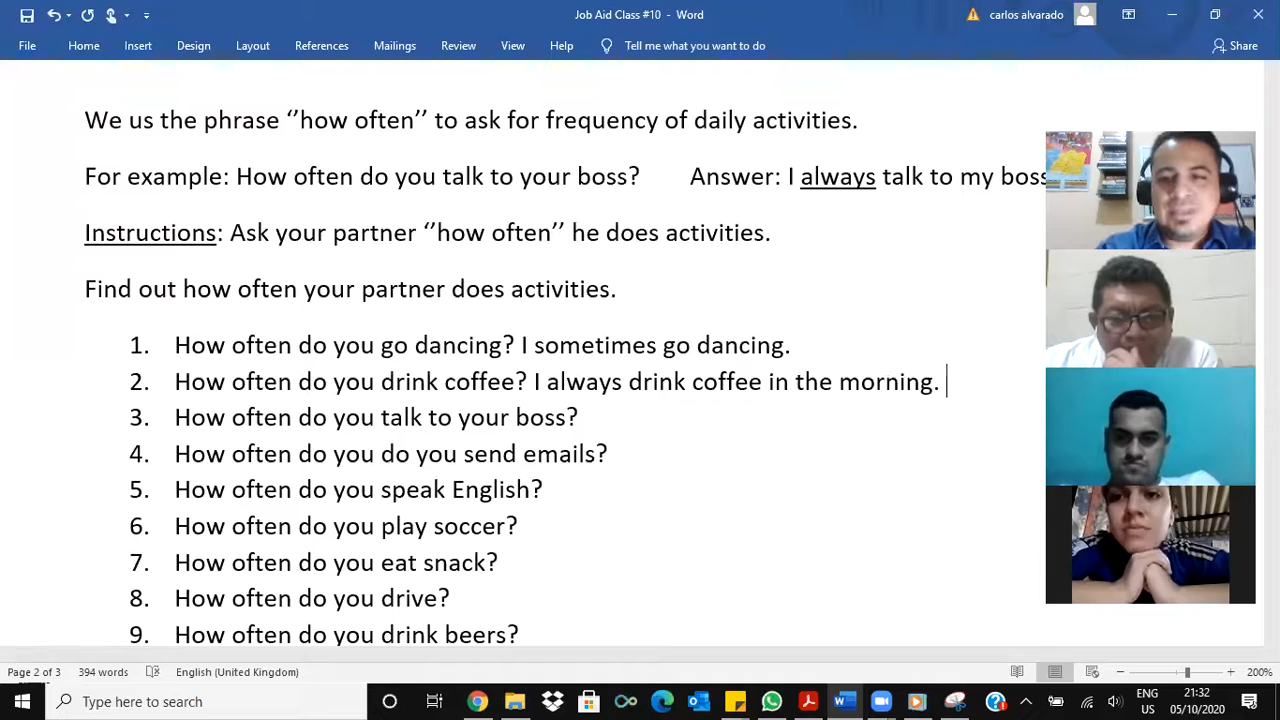 Job Aid Class #10 - Word
carlos alvarado
File Home Insert Design Layout References Mailings Review View Help Tell me what you want to do Share
We us the phrase ‘’how often’’ to ask for frequency of daily activities.
For example: How often do you talk to your boss? Answer: I always talk to my boss
Instructions: Ask your partner ‘’how often’’ he does activities.
Find out how often your partner does activities.
1. How often do you go dancing? I sometimes go dancing.
2. How often do you drink coffee? I always drink coffee in the morning.
3. How often do you talk to your boss?
4. How often do you do you send emails?
5. How often do you speak English?
6. How often do you play soccer?
7. How often do you eat snack?
8. How often do you drive?
9. How often do you drink beers?
Page 2 of 3 394 words English (United Kingdom) 200%
Type here to search
ENG
US
21:32
05/10/2020